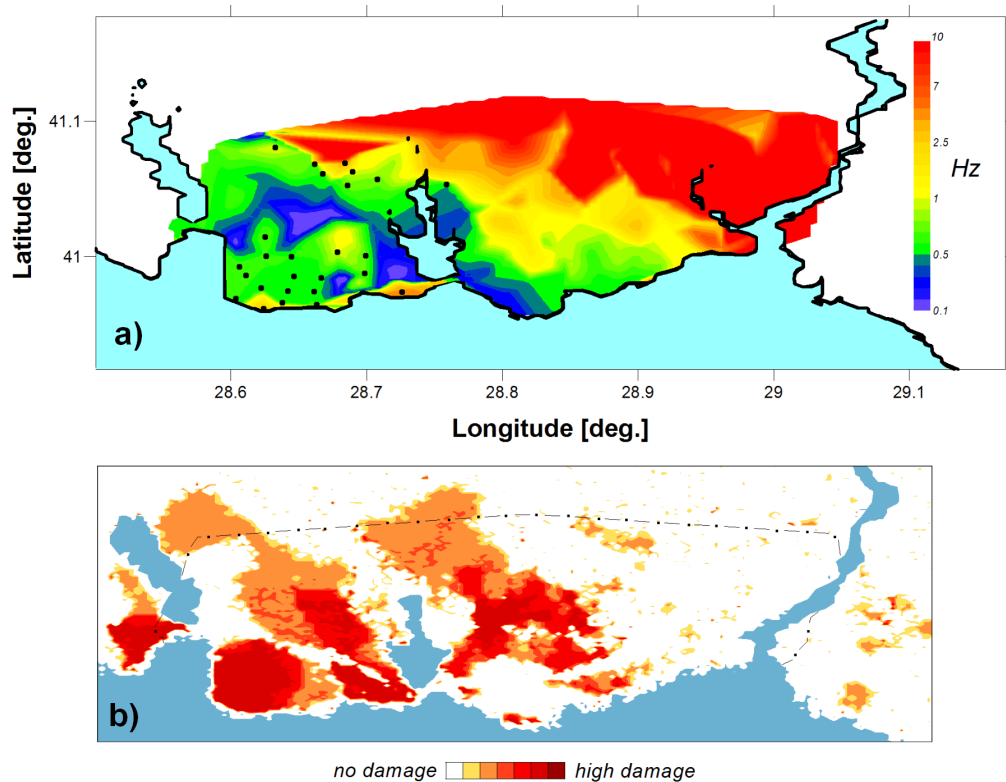 10
7
2.5
Hz
1
0.5
0.1
41.1
41
Latitude [deg.]
a)
28.6 28.7 28.8 28.9 29 29.1
Longitude [deg.]
b)
no damage high damage